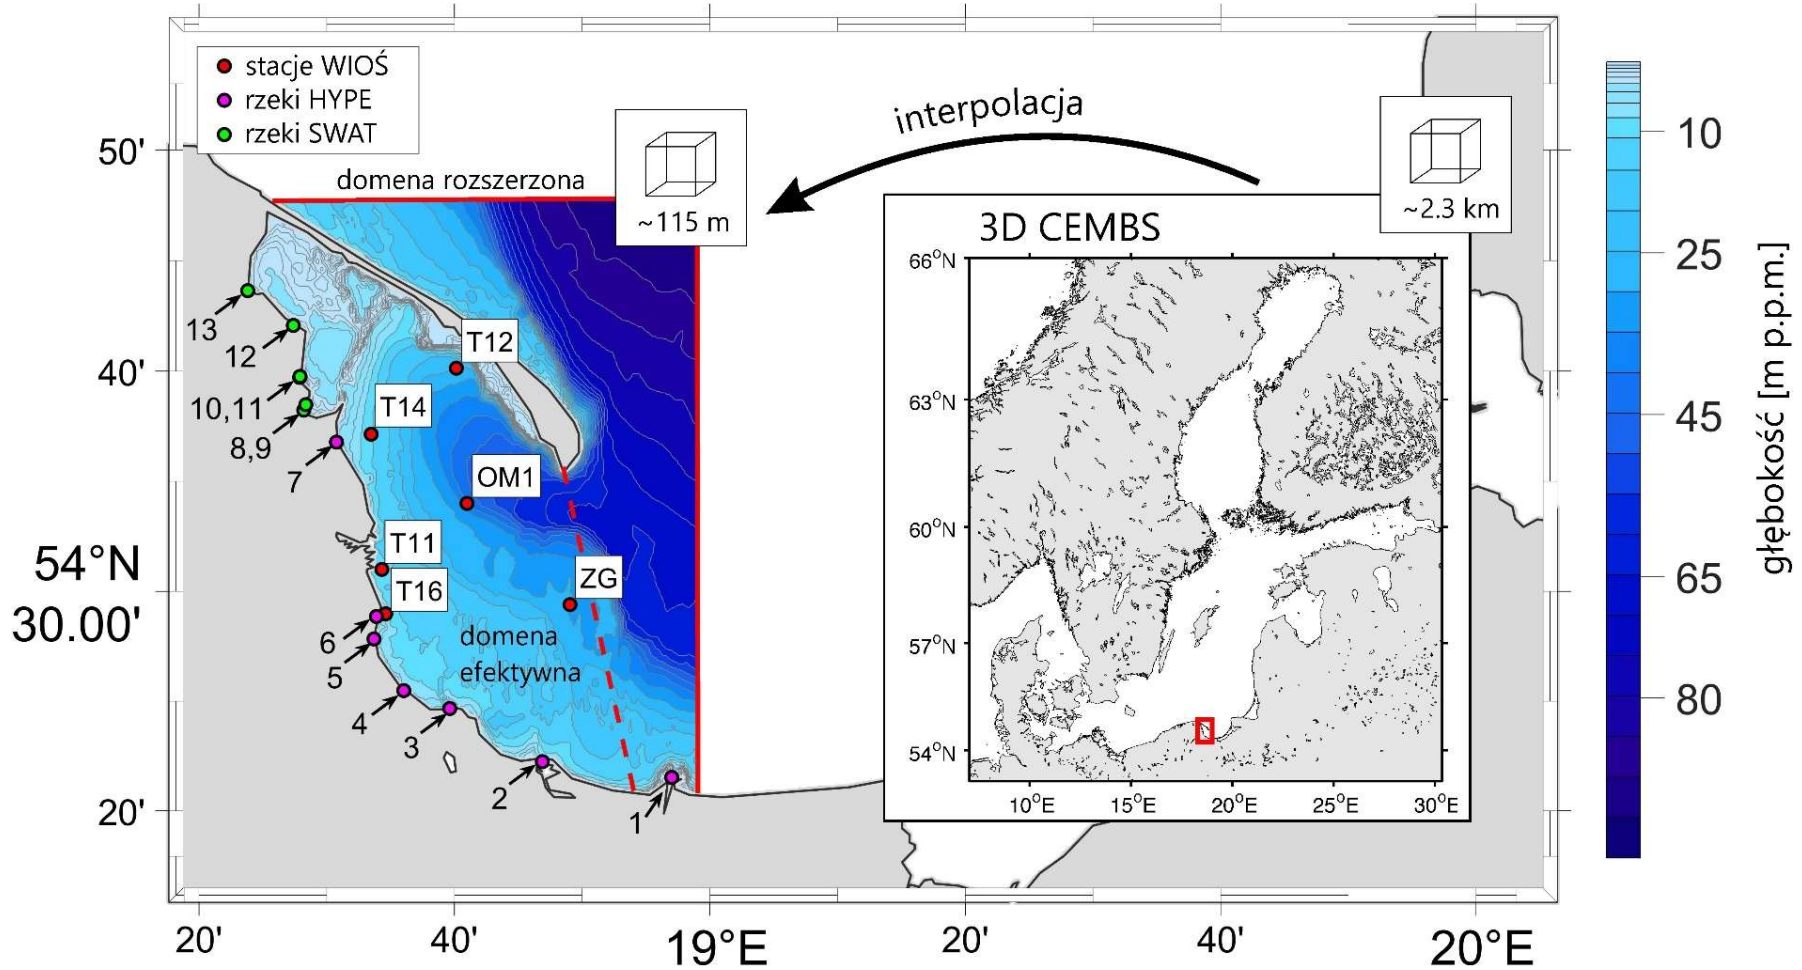 stacje WIOŚ
rzeki HYPE
rzeki SWAT
50'
40'
54°N
30.00'
20'
domena rozszerzona
~115 m
interpolacja
~2.3 km
3D CEMBS
66°N
63°N
60°N
57°N
54°N
10°E
15°E
20°E
25°E
30°E
T12
T14
OM1
T11
T16
ZG
domena
efektywna
13
12
10,11
8,9
7
6
5
4
3
2
1
20'
40'
19°E
20'
40'
20°E
10
25
45
65
80
głębokość [m p.p.m.]